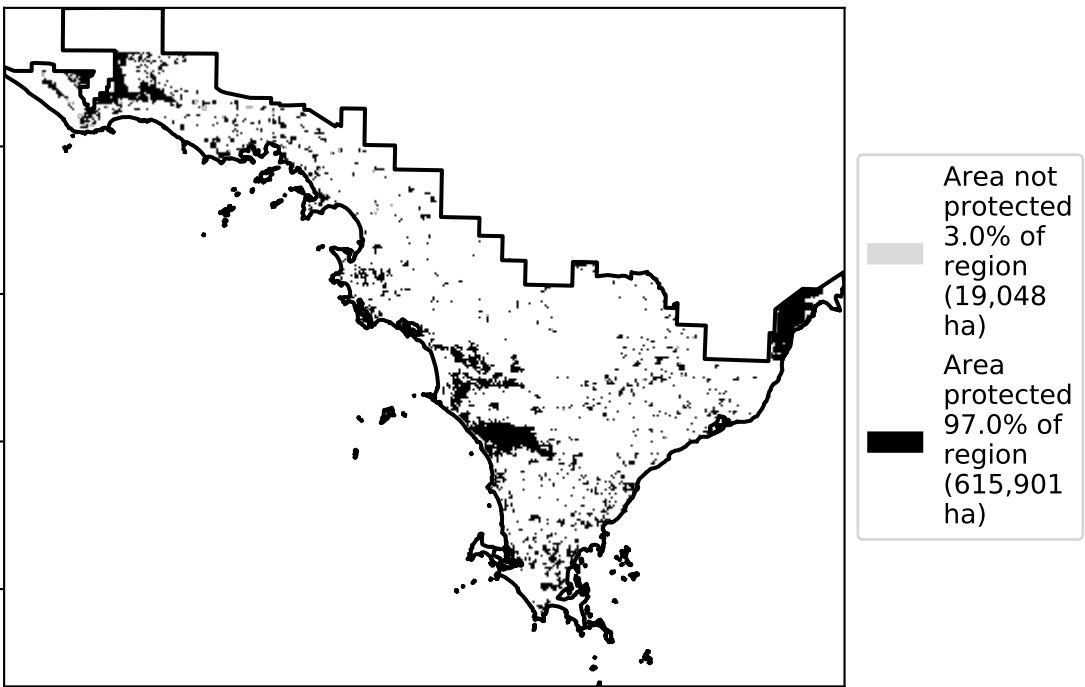 Area not
protected
3.0% of
region
(19,048
ha)
Area
protected
97.0% of
region
(615,901
ha)